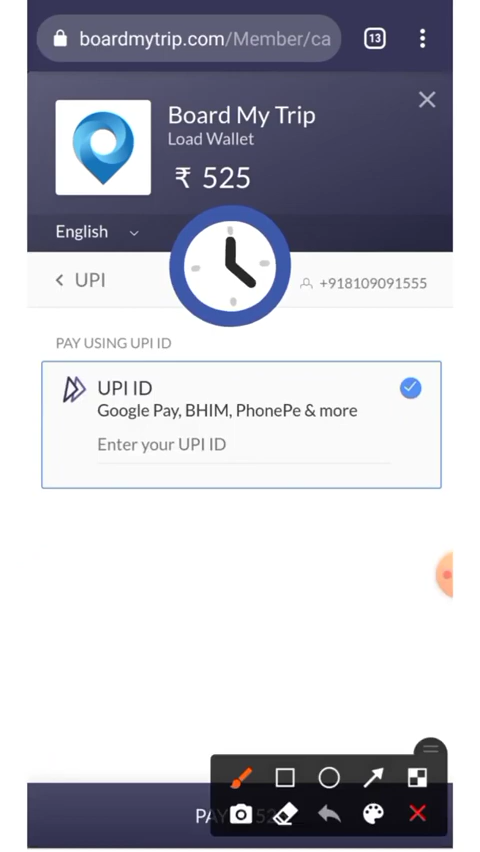 boardmytrip.com/Member/ca
13
Board My Trip
Load Wallet
₹ 525
English
UPI
+918109091555
PAY USING UPI ID
UPI ID
Google Pay, BHIM, PhonePe & more
Enter your UPI ID